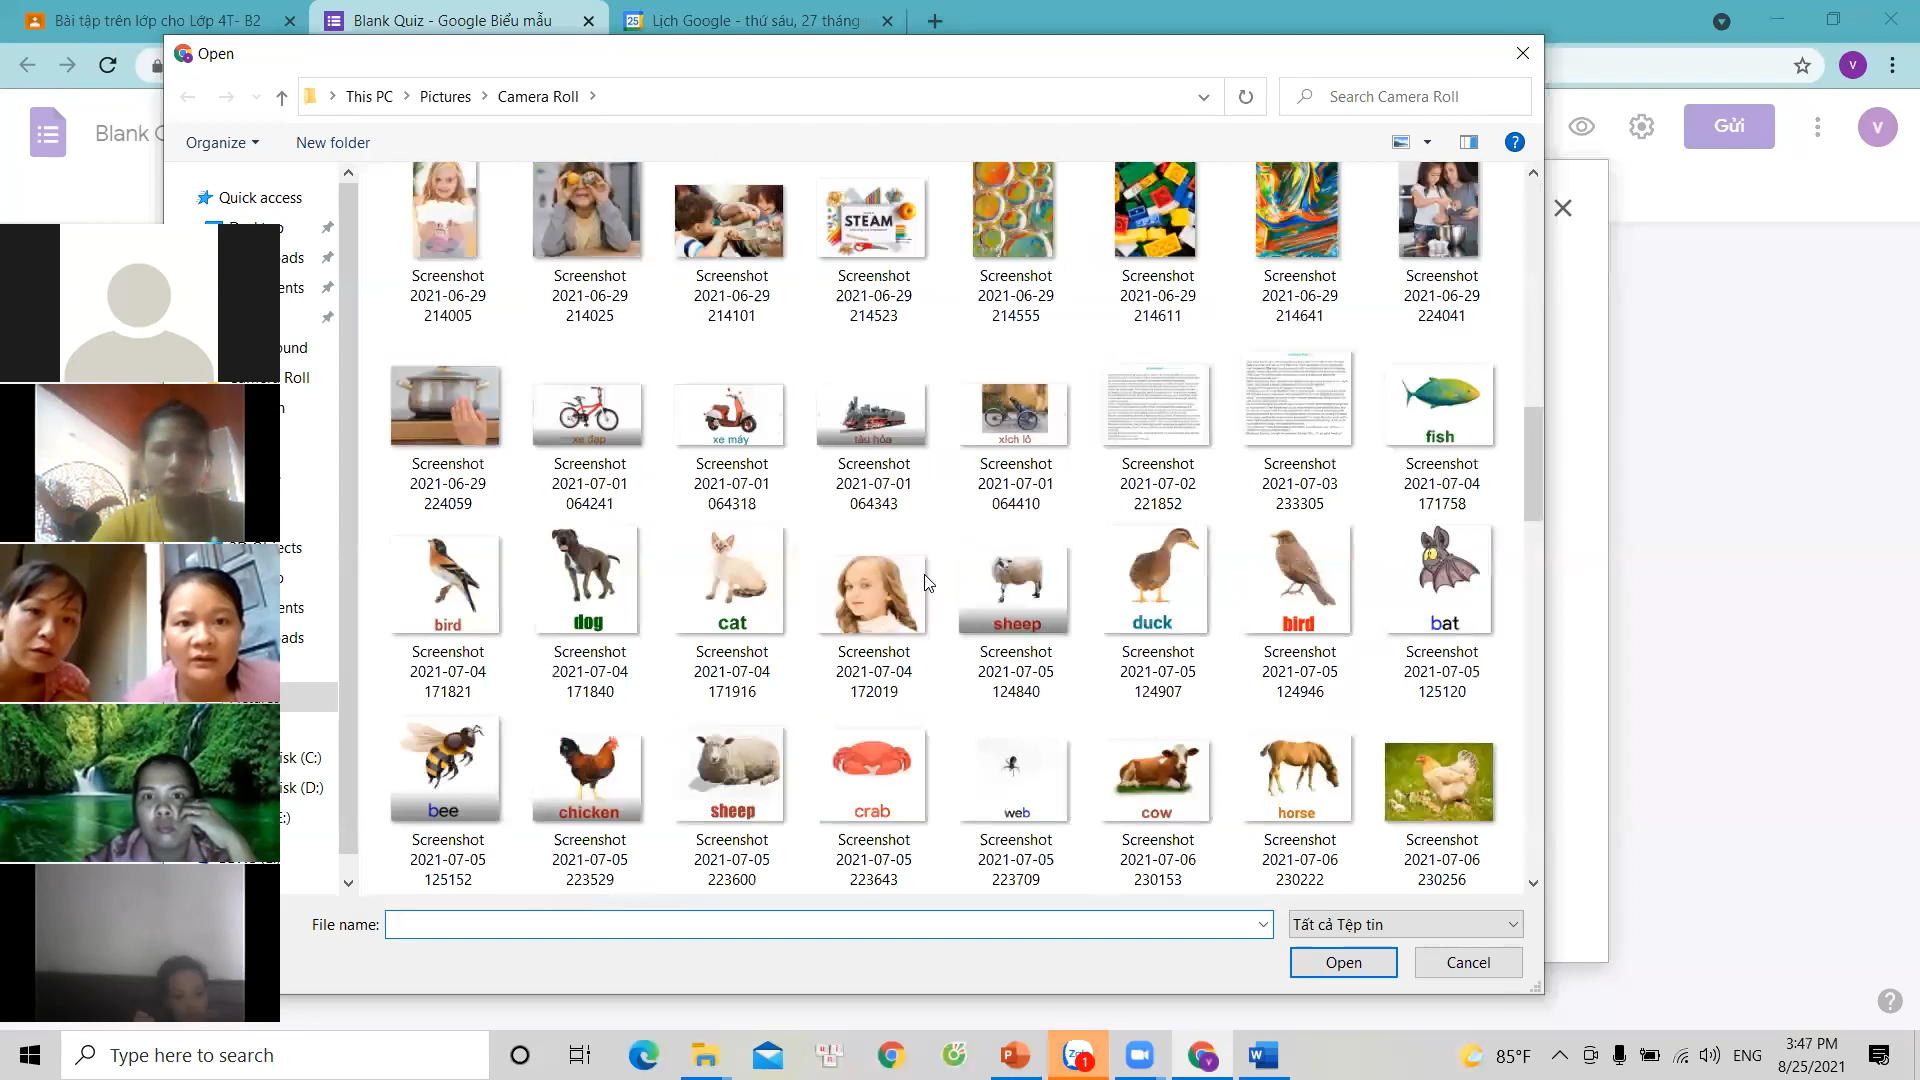 Bài tập trên lớp cho Lớp 4T- B2
Blank Quiz - Google Biểu mẫu
25
Lịch Google - thứ sáu, 27 tháng
V
Open
This PC
Pictures
Camera Roll
Search Camera Roll
Organize
New folder
?
Blank
Gửi
V
Quick access
ads
ents
ound
Roll
ects
ents
ads
isk (C:)
isk (D:)
:)
STEAM
Screenshot
2021-06-29
214005
Screenshot
2021-06-29
214025
Screenshot
2021-06-29
214101
Screenshot
2021-06-29
214523
Screenshot
2021-06-29
214555
Screenshot
2021-06-29
214611
Screenshot
2021-06-29
214641
Screenshot
2021-06-29
224041
xe đạp
xe máy
tàu hỏa
xích lô
fish
Screenshot
2021-06-29
224059
Screenshot
2021-07-01
064241
Screenshot
2021-07-01
064318
Screenshot
2021-07-01
064343
Screenshot
2021-07-01
064410
Screenshot
2021-07-02
221852
Screenshot
2021-07-03
233305
Screenshot
2021-07-04
171758
bird
dog
cat
sheep
duck
bird
bat
Screenshot
2021-07-04
171821
Screenshot
2021-07-04
171840
Screenshot
2021-07-04
171916
Screenshot
2021-07-04
172019
Screenshot
2021-07-05
124840
Screenshot
2021-07-05
124907
Screenshot
2021-07-05
124946
Screenshot
2021-07-05
125120
bee
chicken
sheep
crab
web
cow
horse
Screenshot
2021-07-05
125152
Screenshot
2021-07-05
223529
Screenshot
2021-07-05
223600
Screenshot
2021-07-05
223643
Screenshot
2021-07-05
223709
Screenshot
2021-07-06
230153
Screenshot
2021-07-06
230222
Screenshot
2021-07-06
230256
File name:
Tất cả Tệp tin
Open
Cancel
?
Type here to search
1
85°F
ENG
3:47 PM
8/25/2021